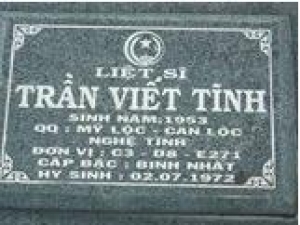 LIỆT SĨ
TRẦN VIẾT TĨNH
SINH NĂM: 1953
QQ : MỸ LỘC - CAN LỘC
NGHỆ TĨNH
ĐƠN VỊ : C3 - D8 - E271
CẤP BẬC : BINH NHẤT
HY SINH : 02.07.1972